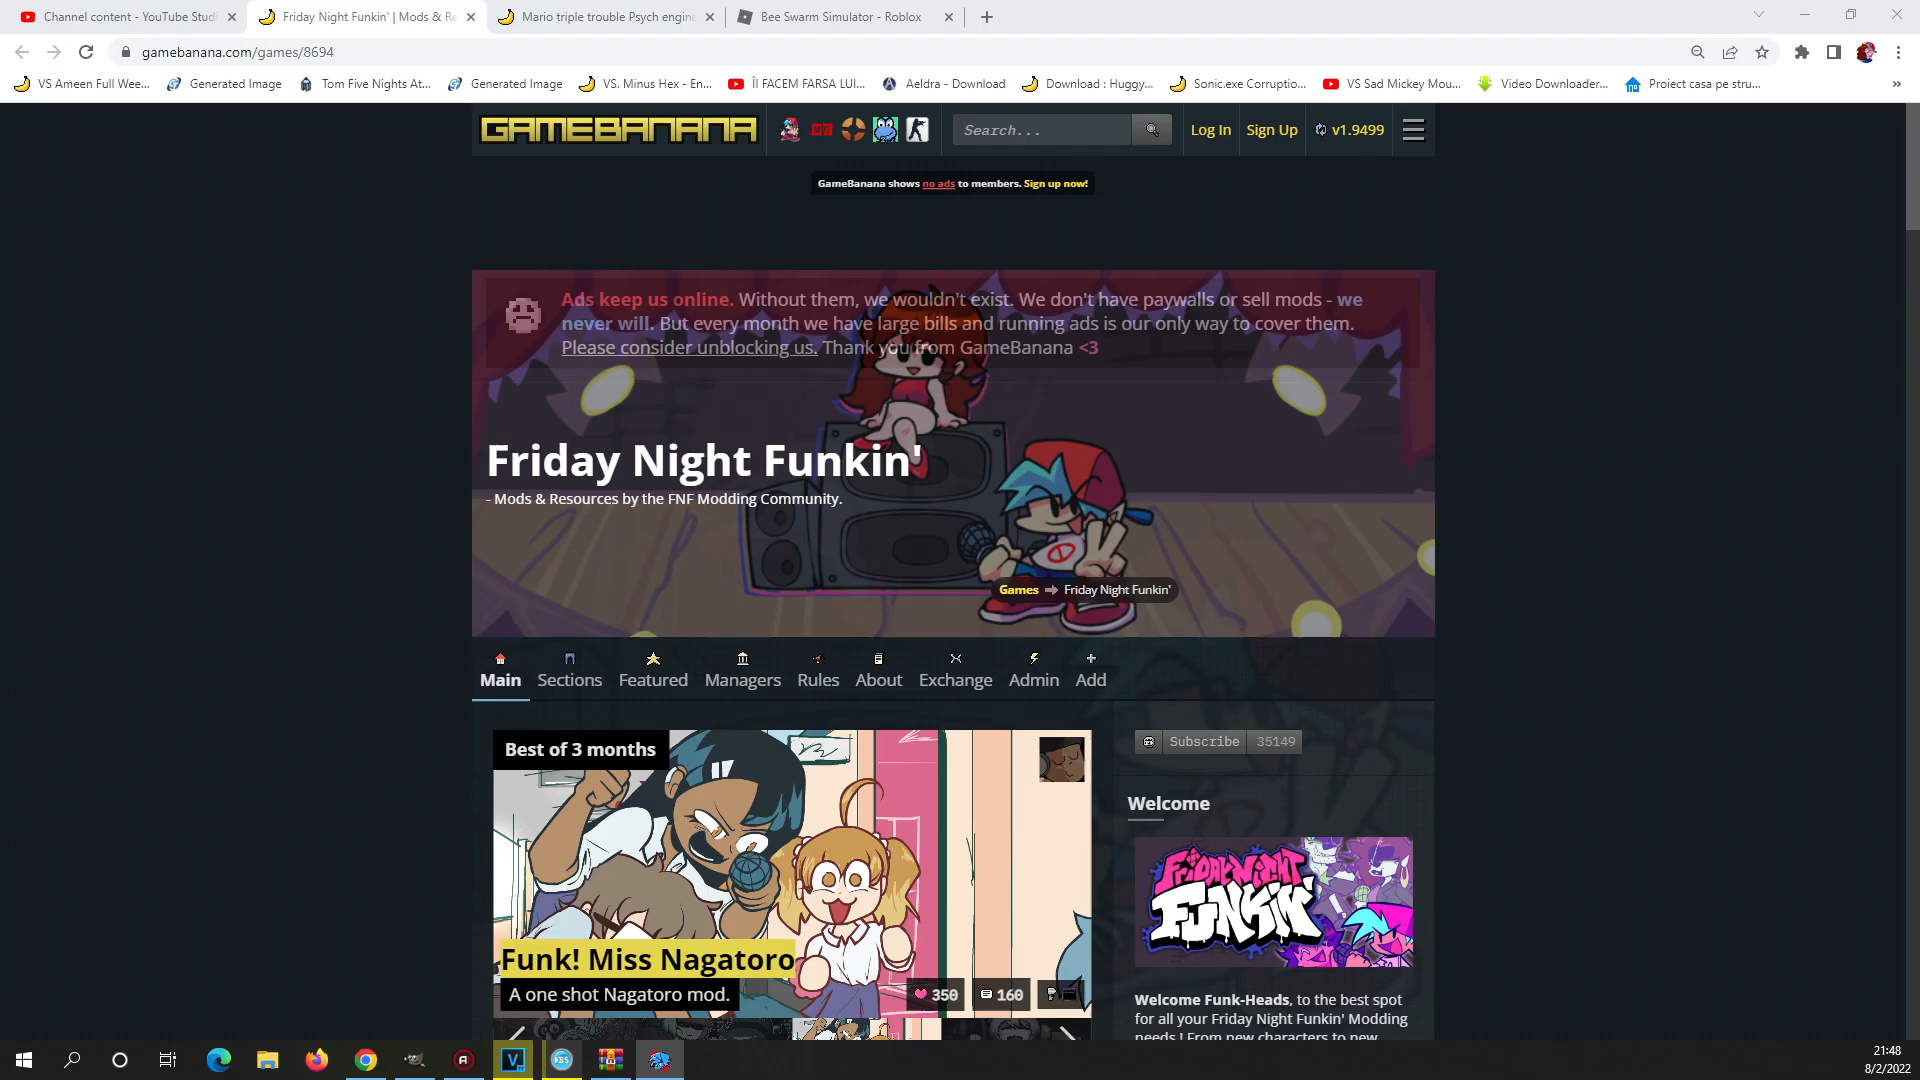 Channel content - YouTube Studi
Friday Night Funkin' | Mods & Re
Mario triple trouble Psych engine
Bee Swarm Simulator - Roblox
gamebanana.com/games/8694
VS Ameen Full Wee...
Generated Image
Tom Five Nights At...
Generated Image
VS. Minus Hex - En...
ÎI FACEM FARSA LUI...
Aeldra - Download
Download : Huggy...
Sonic.exe Corruptio...
VS Sad Mickey Mou...
Video Downloader...
Proiect casa pe stru...
»
GAMEBANANA
Search...
Log In
Sign Up
v1.9499
GameBanana shows no ads to members. Sign up now!
Ads keep us online. Without them, we wouldn't exist. We don't have paywalls or sell mods - we
never will. But every month we have large bills and running ads is our only way to cover them.
Please consider unblocking us. Thank you from GameBanana <3
Friday Night Funkin'
- Mods & Resources by the FNF Modding Community.
Games
Friday Night Funkin'
Main
Sections
Featured
Managers
Rules
About
Exchange
Admin
Add
Best of 3 months
Subscribe 35149
Welcome
FRIDAY NIGHT
FUNKIN'
Funk! Miss Nagatoro
A one shot Nagatoro mod.
350
160
Welcome Funk-Heads, to the best spot
for all your Friday Night Funkin' Modding
needs ! From new characters to new
21:48
8/2/2022